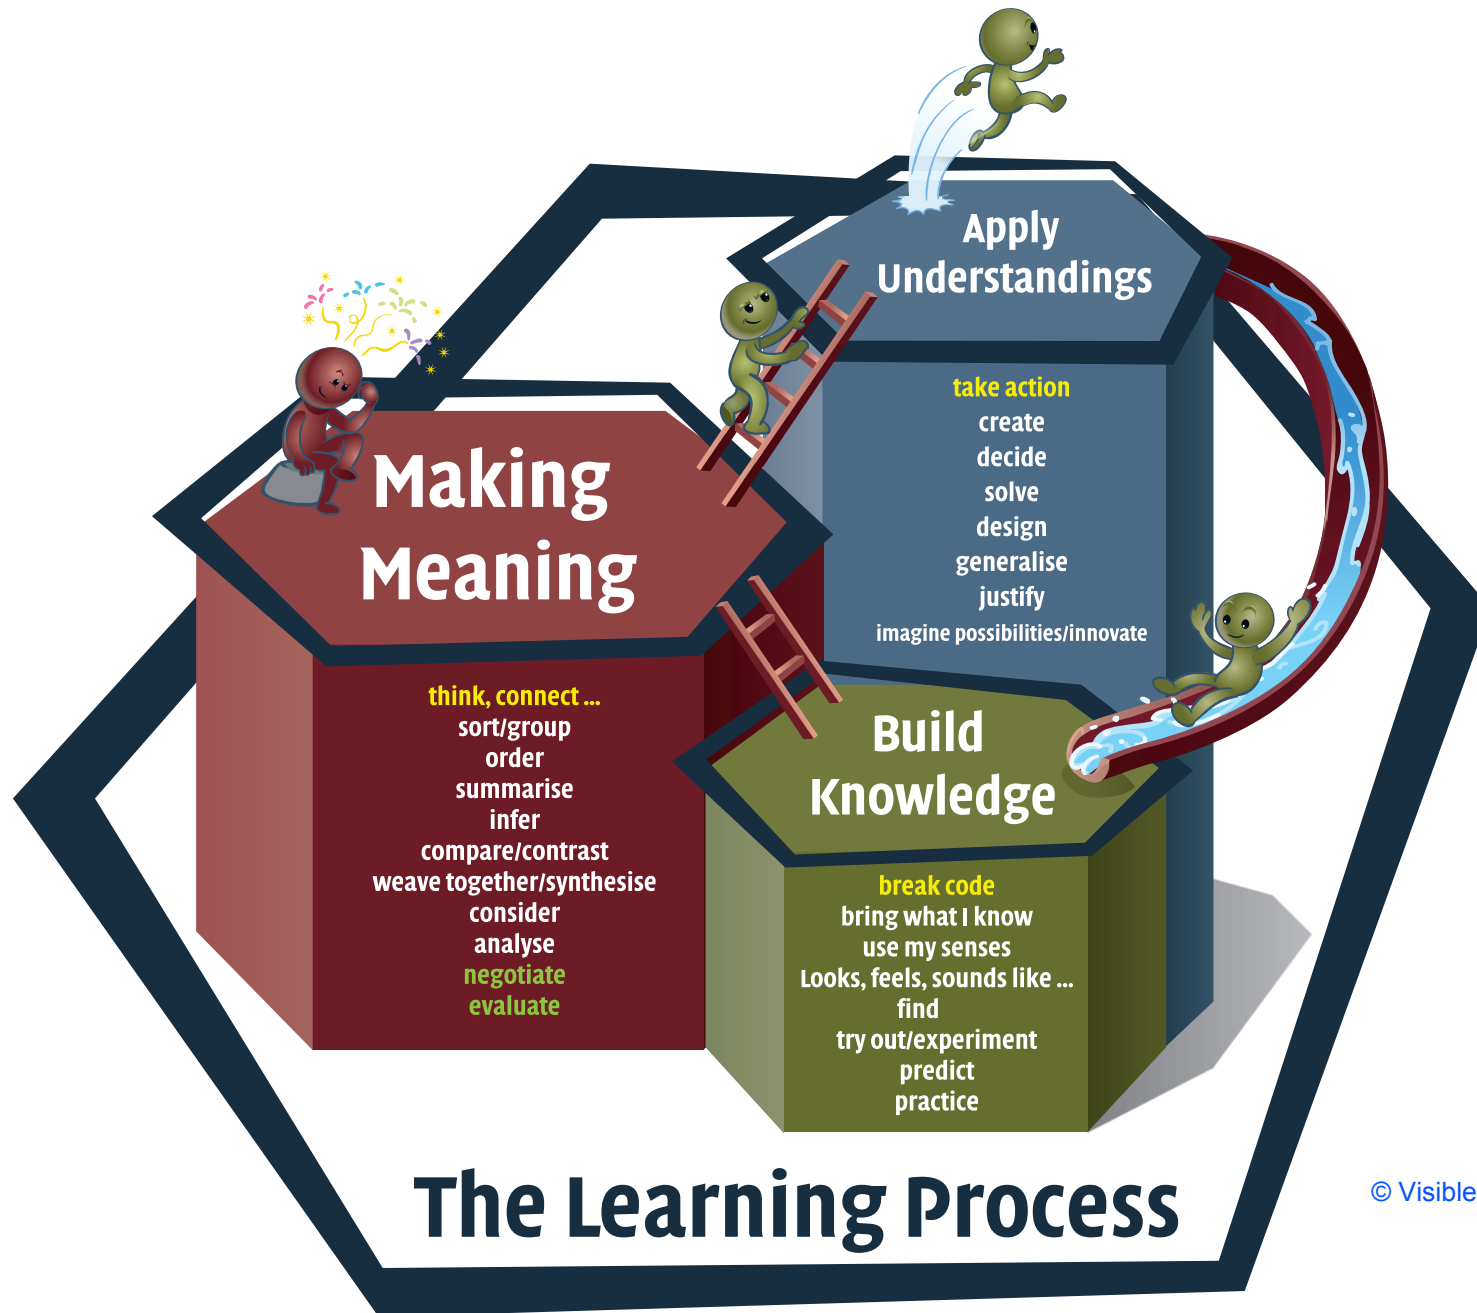 Apply
Understandings
take action
create
decide
solve
design
generalise
justify
imagine possibilities/innovate
Making
Meaning
think, connect ...
sort/group
order
summarise
infer
compare/contrast
weave together/synthesise
consider
analyse
negotiate
evaluate
Build
Knowledge
break code
bring what I know
use my senses
Looks, feels, sounds like ...
find
try out/experiment
predict
practice
The Learning Process
© Visible